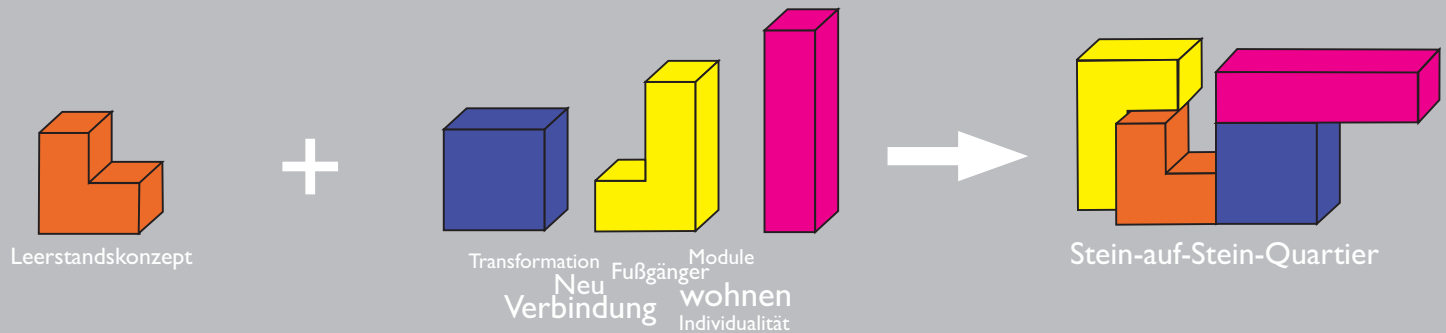 Leerstandskonzept
Transformation
Module
Fußgänger
Neu
Verbindung
wohnen
Individualität
Stein-auf-Stein-Quartier